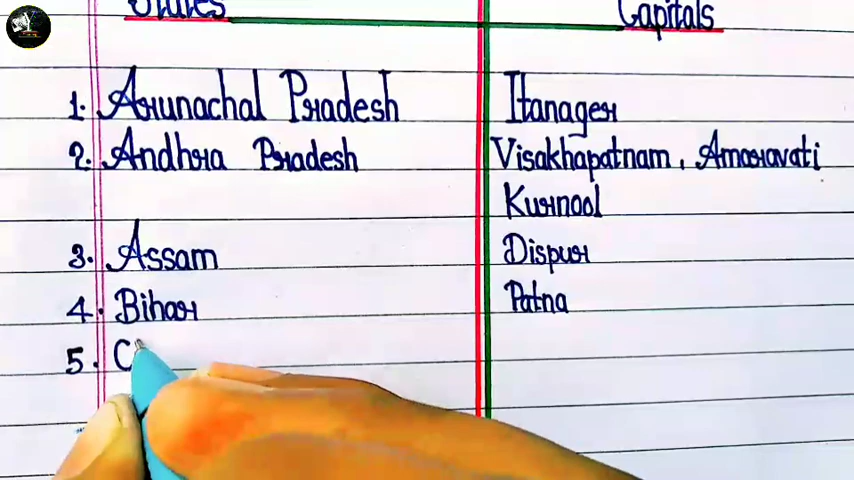 States Capitals
1. Arunachal Pradesh Itanager
2. Andhra Pradesh Visakhapatnam, Amaravati
Kurnool
3. Assam Dispur
4. Bihar Patna
5. C